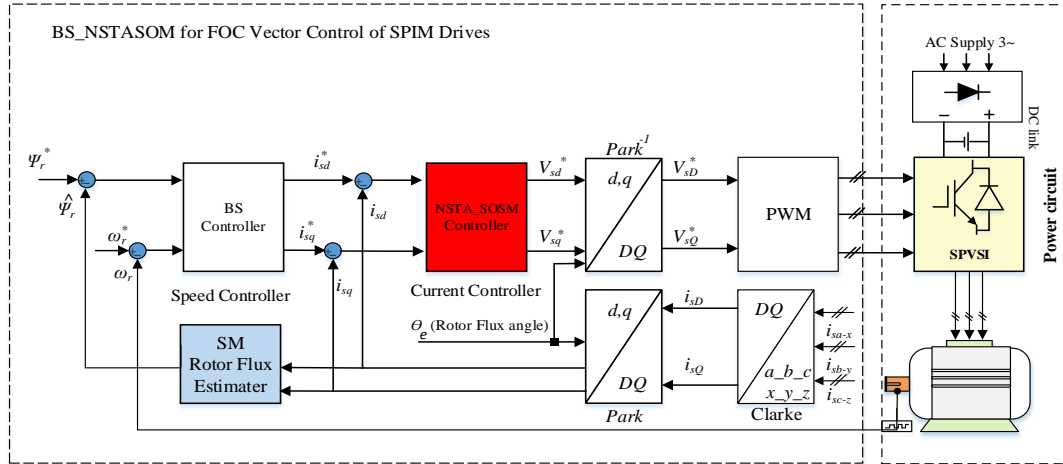 BS_NSTASOM for FOC Vector Control of SPIM Drives
AC Supply 3~
DC link
Power circuit
Ψr*
Ψ̂r
ωr*
ωr
BS
Controller
Speed Controller
isd*
isq*
isd
isq
NSTA_SOSM
Controller
Current Controller
Vsd*
Vsq*
Park-1
d,q
DQ
VsD*
VsQ*
PWM
SPVSI
θe (Rotor Flux angle)
SM
Rotor Flux
Estimater
d,q
DQ
Park
isD
isQ
DQ
a_b_c
x_y_z
Clarke
isa-x
isb-y
isc-z